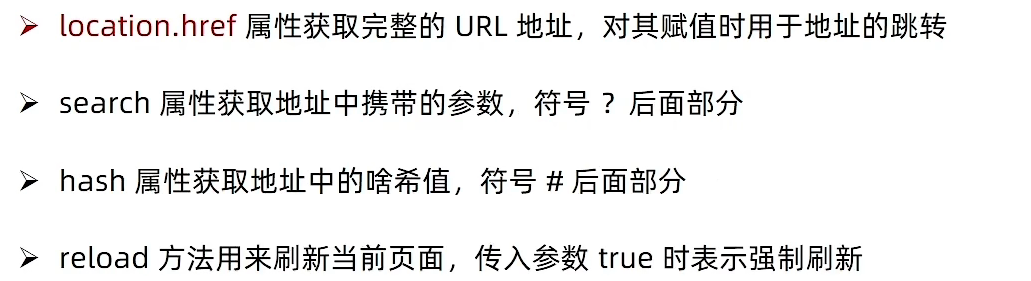 ➢ location.href 属性获取完整的 URL 地址，对其赋值时用于地址的跳转
➢ search 属性获取地址中携带的参数，符号 ？后面部分
➢ hash 属性获取地址中的啥希值，符号 # 后面部分
➢ reload 方法用来刷新当前页面，传入参数 true 时表示强制刷新